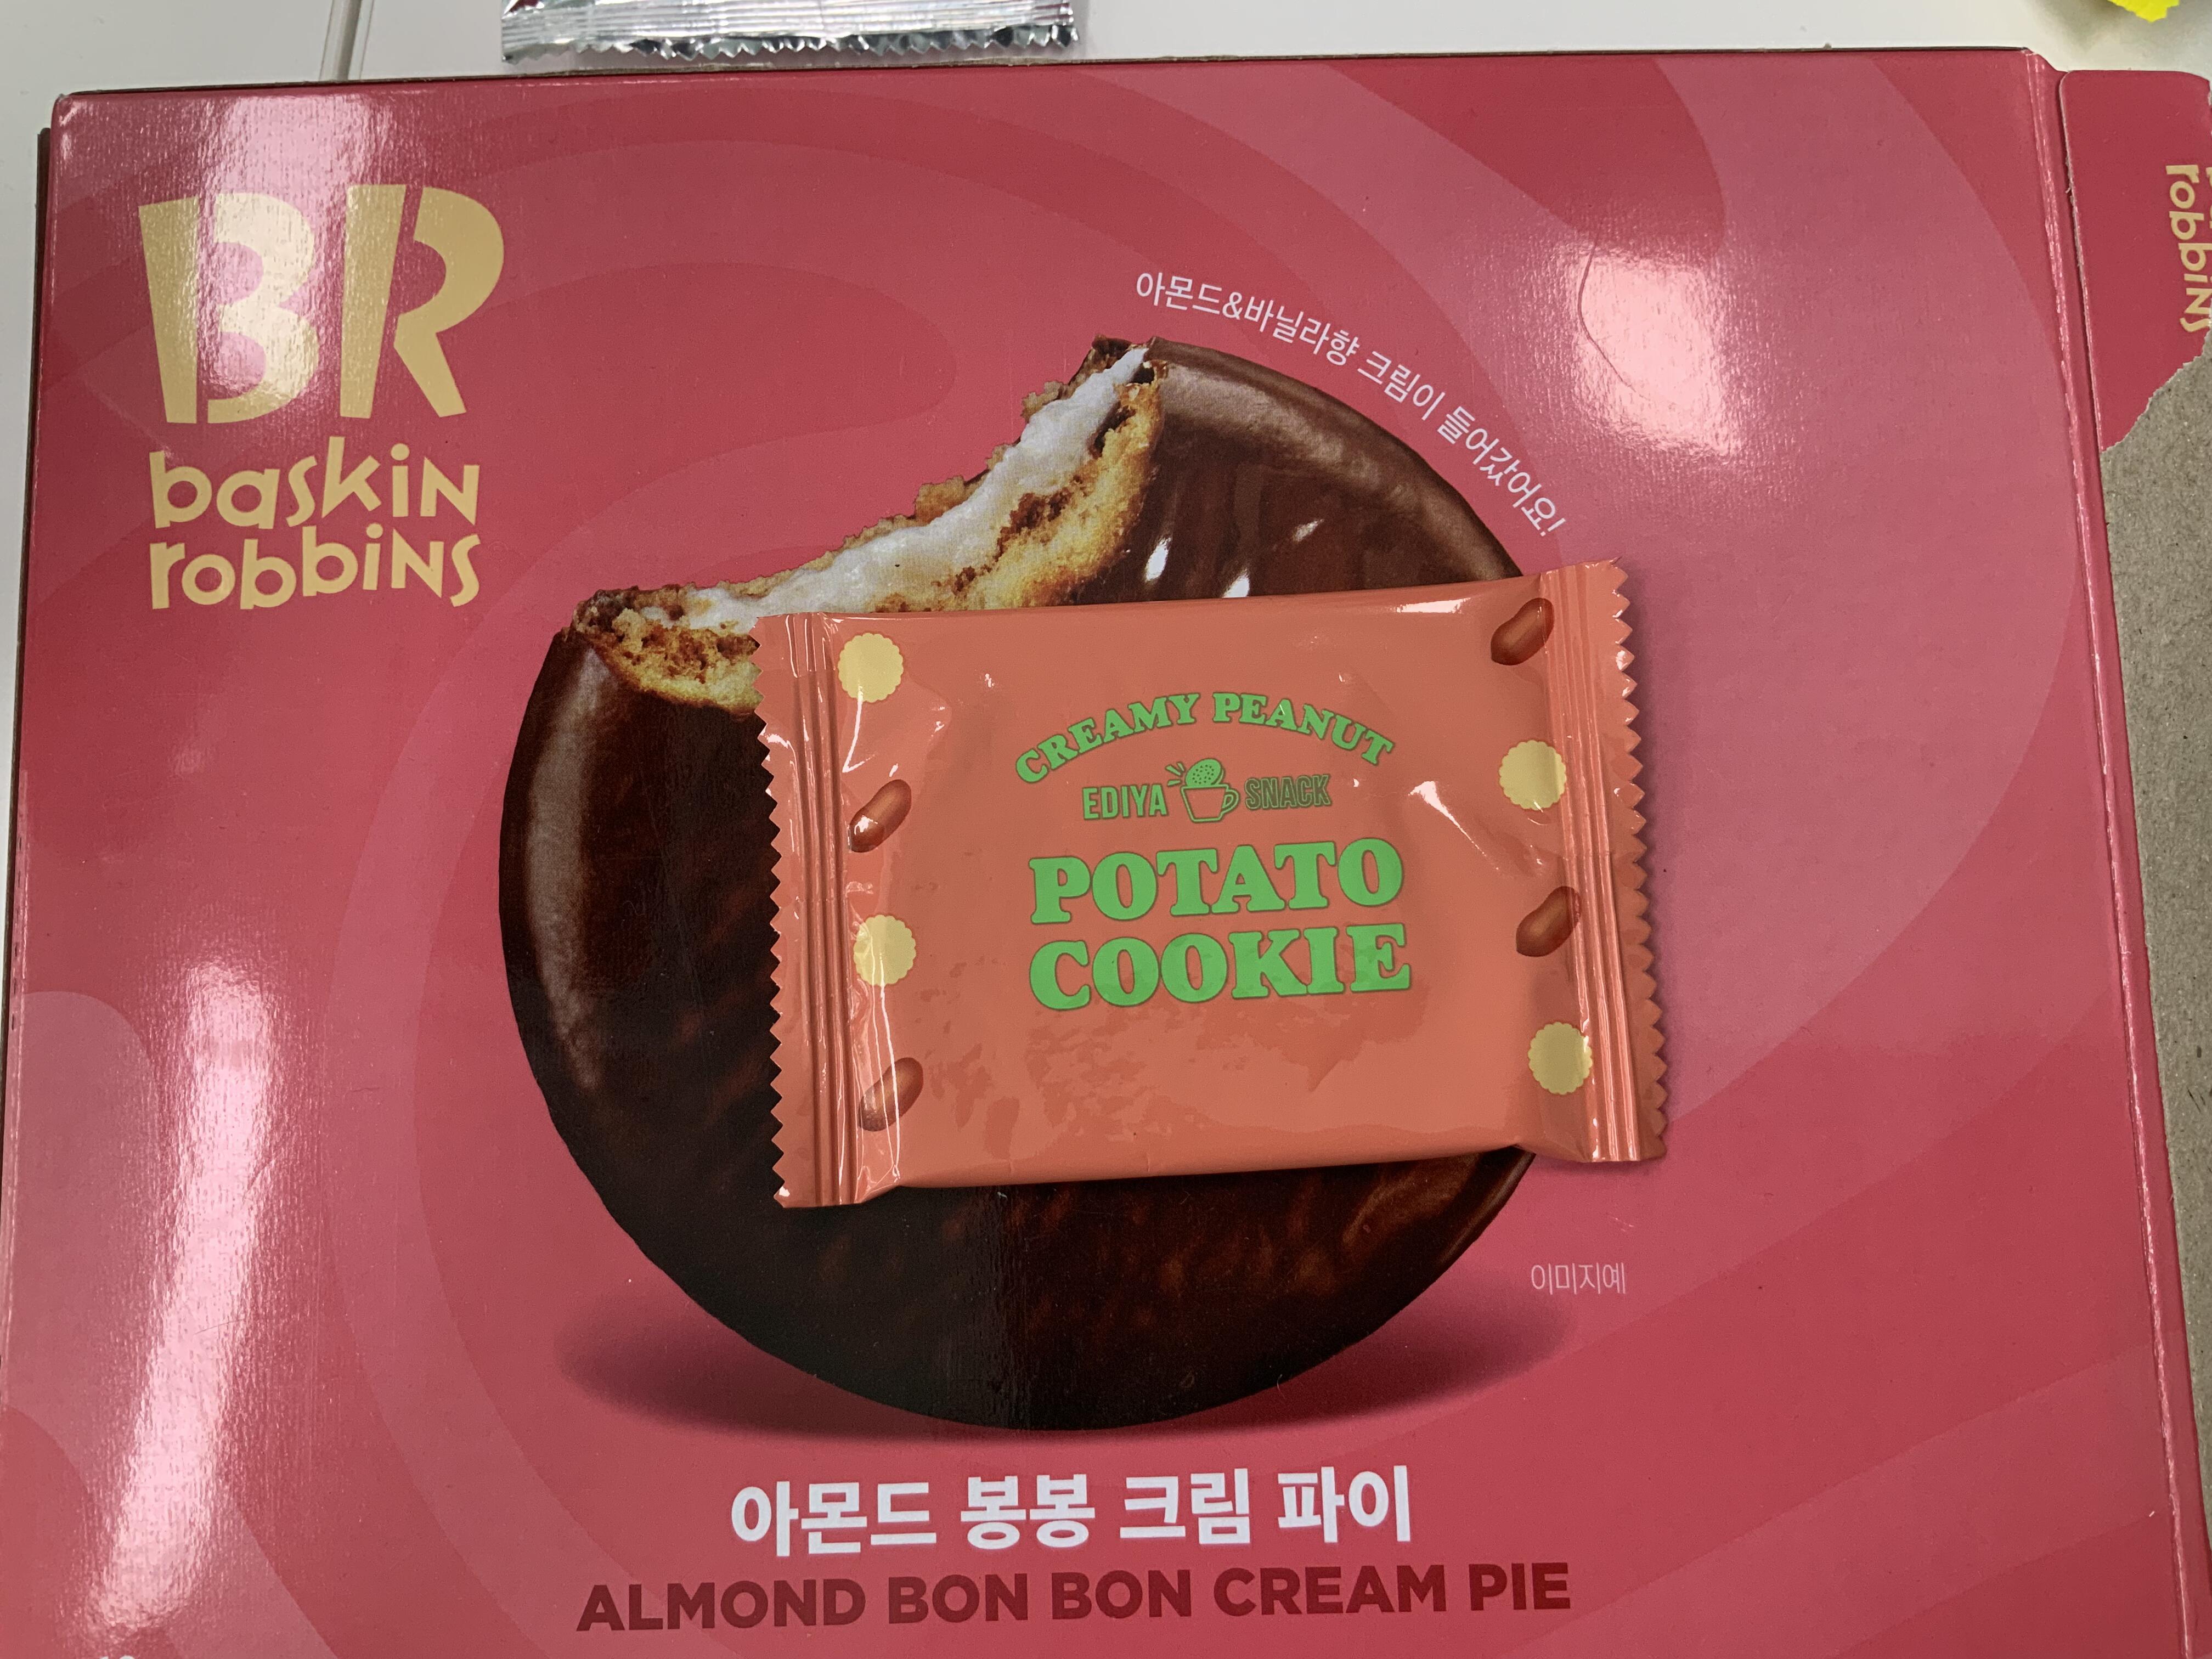 BR
baskin
robbins
robbins
아몬드&바닐라향 크림이 들어갔어요!
CREAMY PEANUT
EDIYA SNACK
POTATO
COOKIE
이미지예
아몬드 봉봉 크림 파이
ALMOND BON BON CREAM PIE